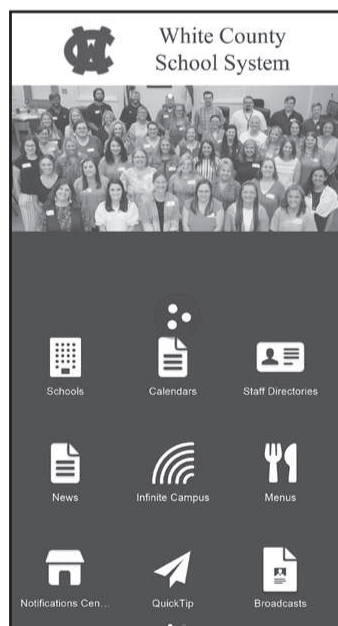 White County
School System
Schools
Calendars
Staff Directories
News
Infinite Campus
Menus
Notifications Cen...
QuickTip
Broadcasts